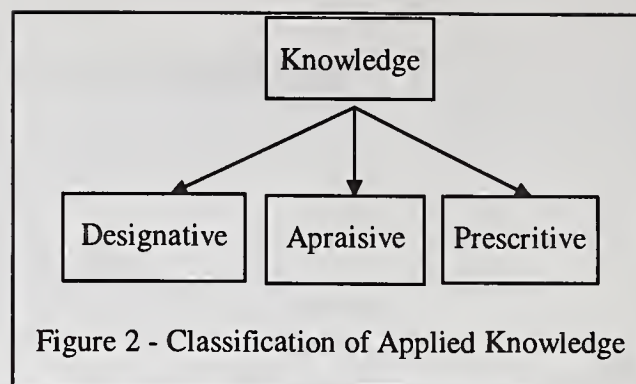 Knowledge
Designative Apraisive Prescritive
Figure 2 - Classification of Applied Knowledge